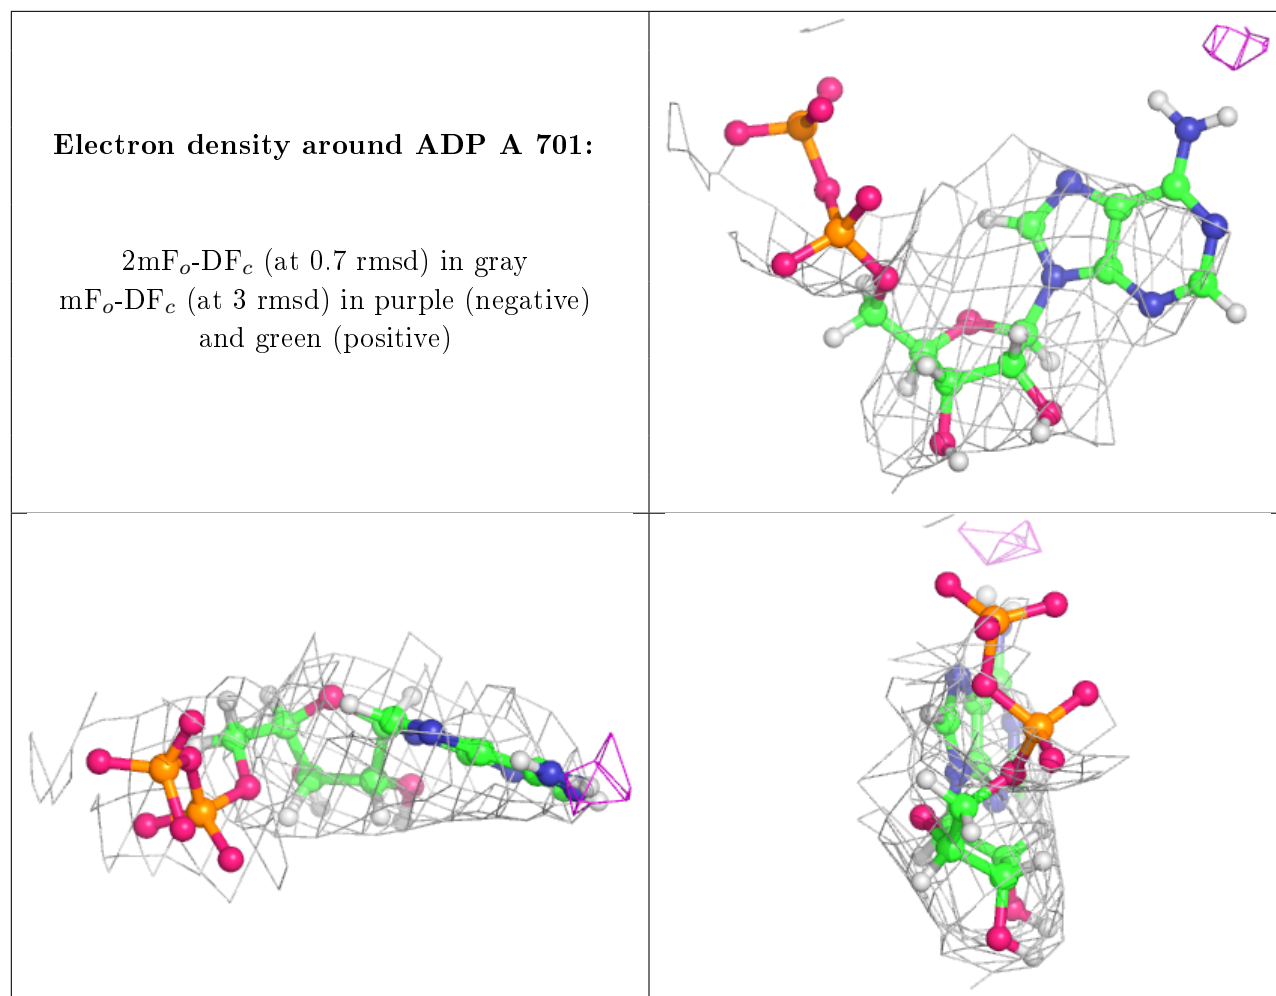 Electron density around ADP A 701:
2mFo-DFc (at 0.7 rmsd) in gray
mFo-DFc (at 3 rmsd) in purple (negative)
and green (positive)